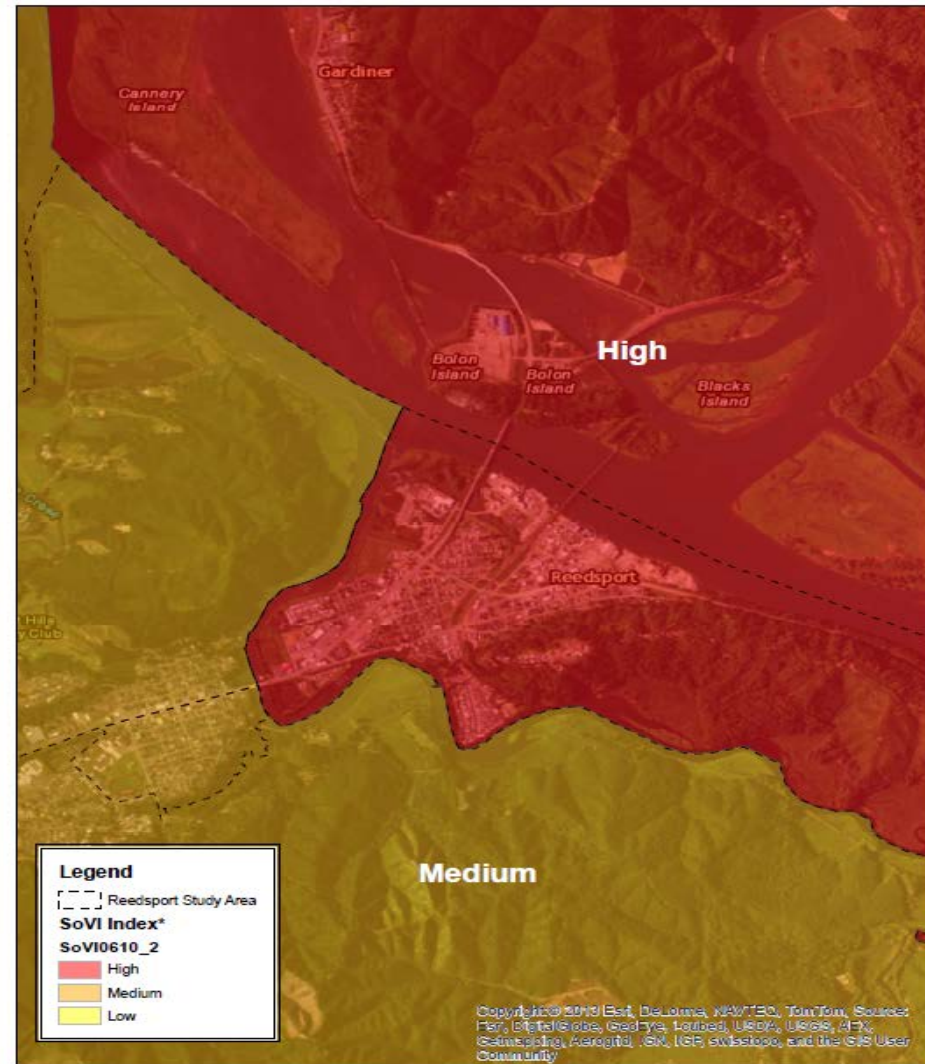 Gardiner
Cannery
Island
High
Bolon
Island
Bolon
Island
Blacks
Island
Reedsport
Hills
Club
Medium
Legend
Reedsport Study Area
SoVI Index*
SoVI0610_2
High
Medium
Low
Copyright:© 2013 Esri, DeLorme, NAVTEQ, TomTom, Source:
Esri, DigitalGlobe, GeoEye, i-cubed, USDA, USGS, AEX,
Getmapping, Aerogrid, IGN, IGP, swisstopo, and the GIS User
Community